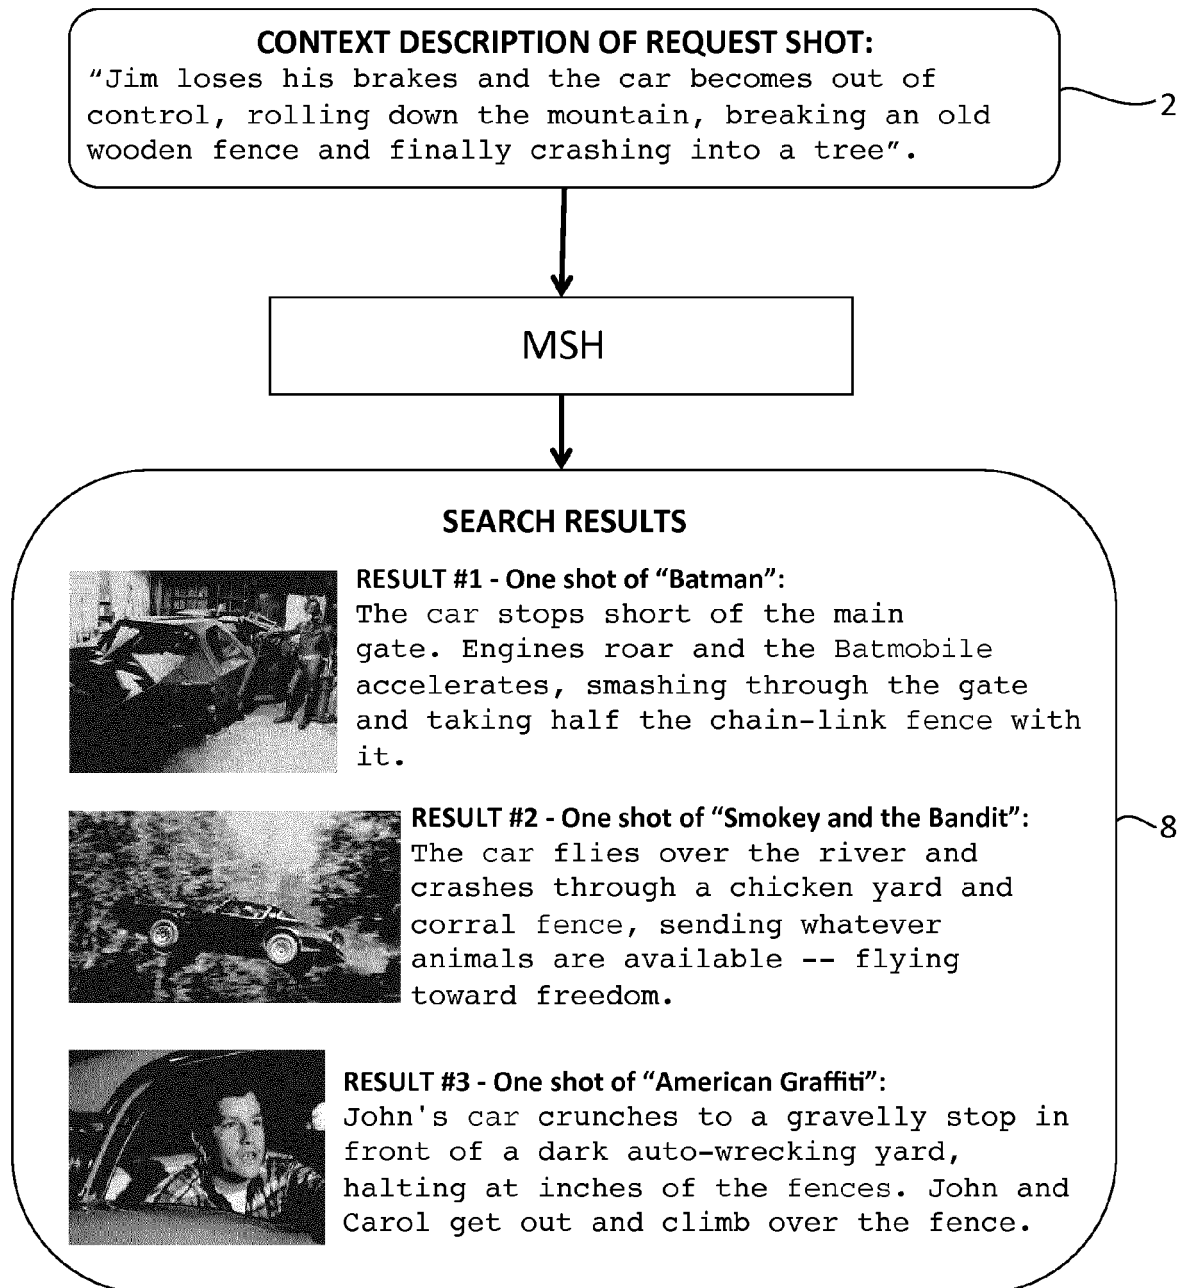 CONTEXT DESCRIPTION OF REQUEST SHOT:
“Jim loses his brakes and the car becomes out of
control, rolling down the mountain, breaking an old
wooden fence and finally crashing into a tree”.
2
MSH
SEARCH RESULTS
RESULT #1 - One shot of “Batman”:
The car stops short of the main
gate. Engines roar and the Batmobile
accelerates, smashing through the gate
and taking half the chain-link fence with
it.
RESULT #2 - One shot of “Smokey and the Bandit”:
The car flies over the river and
crashes through a chicken yard and
corral fence, sending whatever
animals are available -- flying
toward freedom.
8
RESULT #3 - One shot of “American Graffiti”:
John's car crunches to a gravelly stop in
front of a dark auto-wrecking yard,
halting at inches of the fences. John and
Carol get out and climb over the fence.